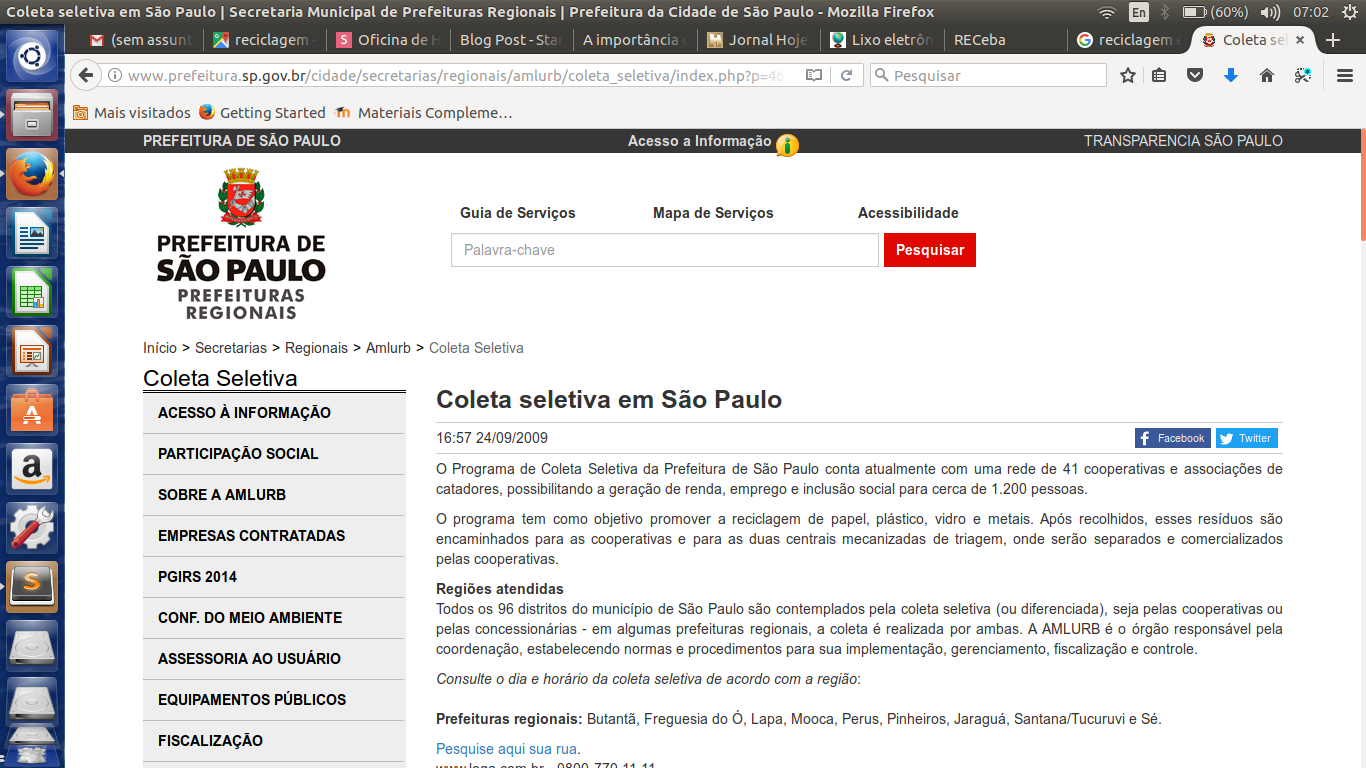 Coleta seletiva em São Paulo | Secretaria Municipal de Prefeituras Regionais | Prefeitura da Cidade de São Paulo - Mozilla Firefox
En (60%) 07:02
(sem assunt
reciclagem -
Oficina de H
Blog Post - Star
A importância
Jornal Hoje
Lixo eletrôn
RECeba
reciclagem e
Coleta se
www.prefeitura.sp.gov.br/cidade/secretarias/regionais/amlurb/coleta_seletiva/index.php?p=46
Pesquisar
Mais visitados Getting Started Materiais Compleme…
PREFEITURA DE SÃO PAULO Acesso a Informação TRANSPARENCIA SÃO PAULO
PREFEITURA DE
SÃO PAULO
PREFEITURAS
REGIONAIS
Guia de Serviços Mapa de Serviços Acessibilidade
Palavra-chave Pesquisar
Início > Secretarias > Regionais > Amlurb > Coleta Seletiva
Coleta Seletiva
ACESSO À INFORMAÇÃO
PARTICIPAÇÃO SOCIAL
SOBRE A AMLURB
EMPRESAS CONTRATADAS
PGIRS 2014
CONF. DO MEIO AMBIENTE
ASSESSORIA AO USUÁRIO
EQUIPAMENTOS PÚBLICOS
FISCALIZAÇÃO
Coleta seletiva em São Paulo
16:57 24/09/2009 Facebook Twitter
O Programa de Coleta Seletiva da Prefeitura de São Paulo conta atualmente com uma rede de 41 cooperativas e associações de
catadores, possibilitando a geração de renda, emprego e inclusão social para cerca de 1.200 pessoas.
O programa tem como objetivo promover a reciclagem de papel, plástico, vidro e metais. Após recolhidos, esses resíduos são
encaminhados para as cooperativas e para as duas centrais mecanizadas de triagem, onde serão separados e comercializados
pelas cooperativas.
Regiões atendidas
Todos os 96 distritos do município de São Paulo são contemplados pela coleta seletiva (ou diferenciada), seja pelas cooperativas ou
pelas concessionárias - em algumas prefeituras regionais, a coleta é realizada por ambas. A AMLURB é o órgão responsável pela
coordenação, estabelecendo normas e procedimentos para sua implementação, gerenciamento, fiscalização e controle.
Consulte o dia e horário da coleta seletiva de acordo com a região:
Prefeituras regionais: Butantã, Freguesia do Ó, Lapa, Mooca, Perus, Pinheiros, Jaraguá, Santana/Tucuruvi e Sé.
Pesquise aqui sua rua.
www.loga.com.br - 0800-770 11 11